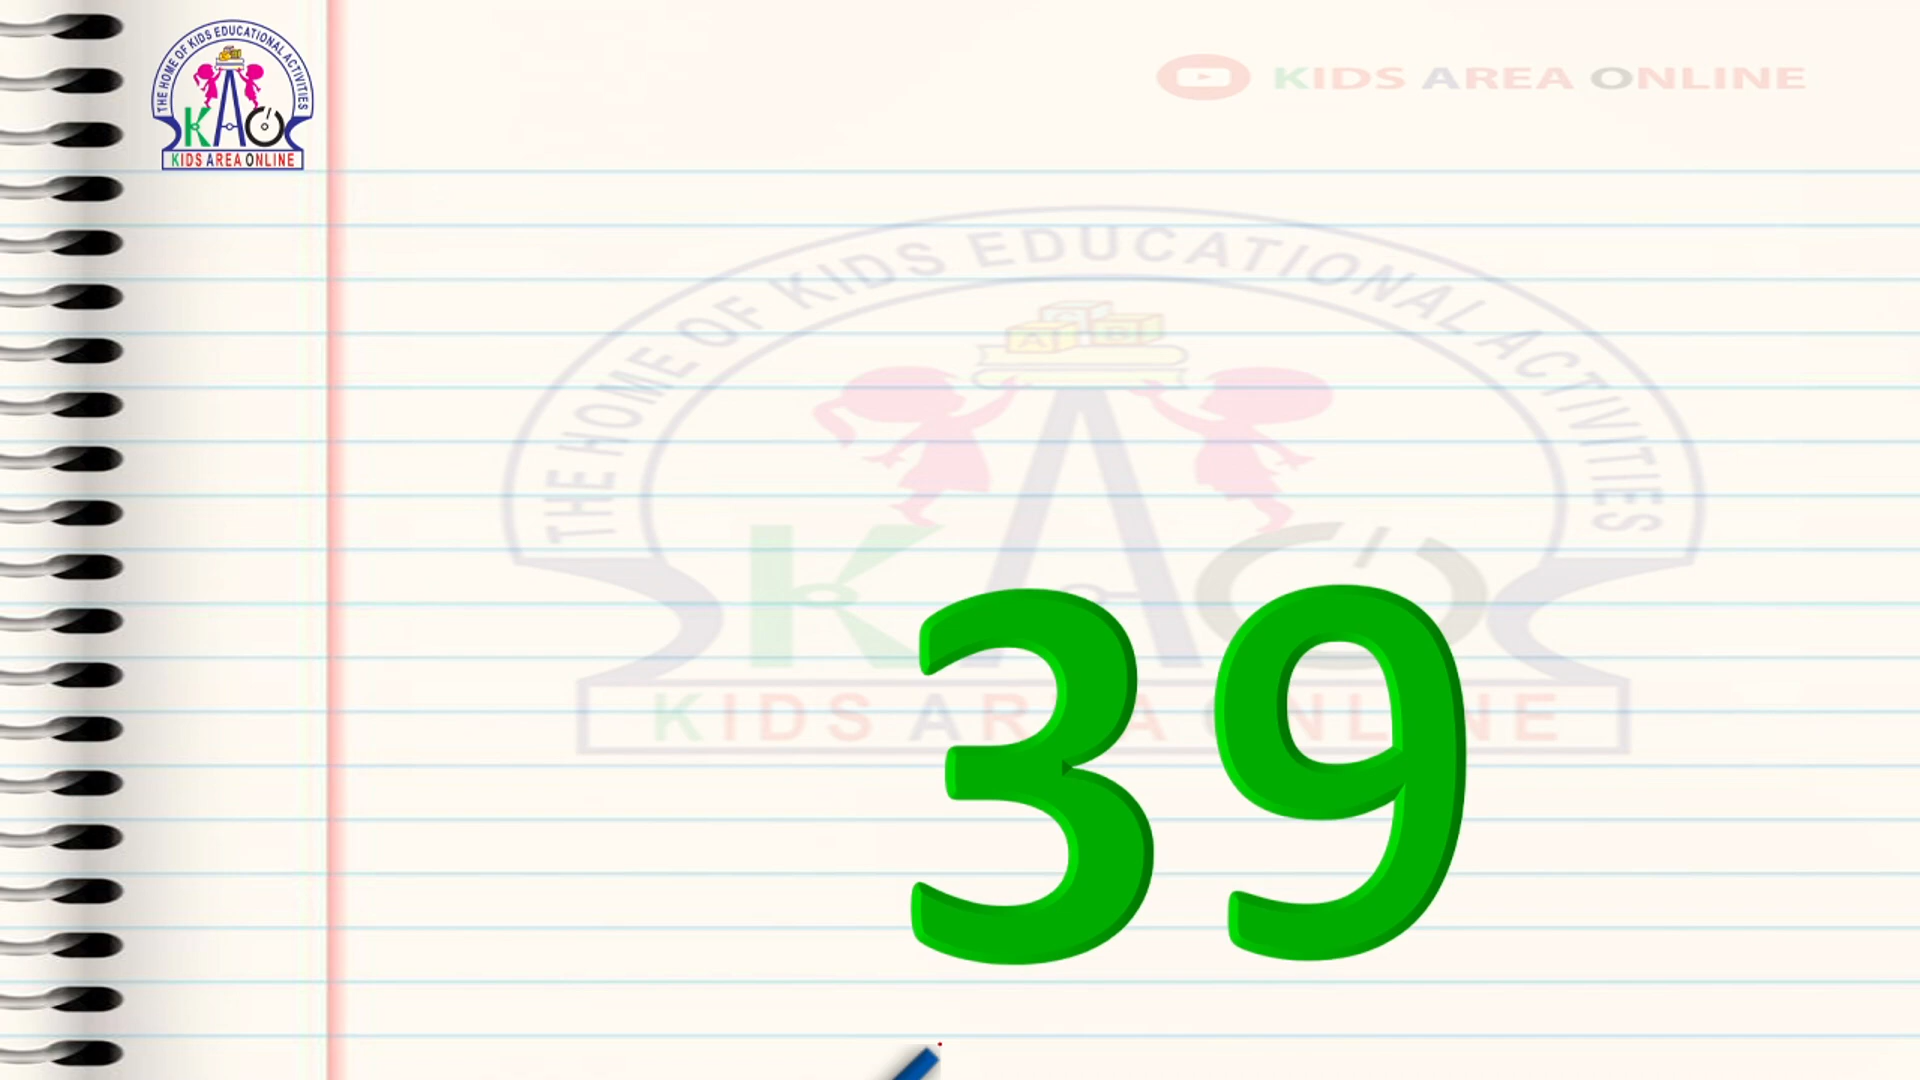 THE HOME OF KIDS EDUCATIONAL ACTIVITIES
KAO
KIDS AREA ONLINE
KIDS AREA ONLINE
THE HOME OF KIDS EDUCATIONAL ACTIVITIES
A C B
KAO
KIDS AREA ONLINE
39